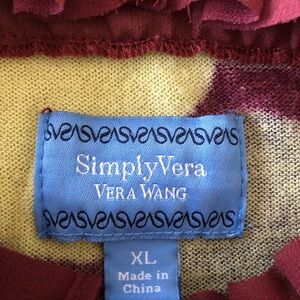 SimplyVera
VERA WANG
XL
Made in
China